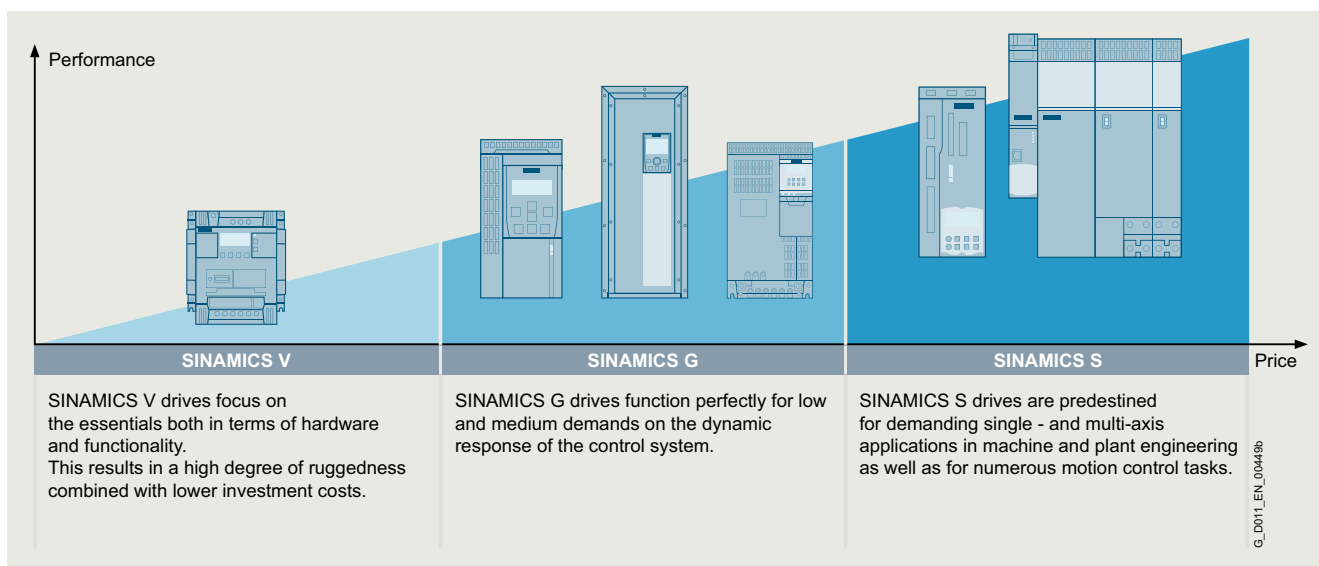 Performance
SINAMICS V
SINAMICS G
SINAMICS S
Price
SINAMICS V drives focus on
the essentials both in terms of hardware
and functionality.
This results in a high degree of ruggedness
combined with lower investment costs.
SINAMICS G drives function perfectly for low
and medium demands on the dynamic
response of the control system.
SINAMICS S drives are predestined
for demanding single - and multi-axis
applications in machine and plant engineering
as well as for numerous motion control tasks.
G_D011_EN_00449b